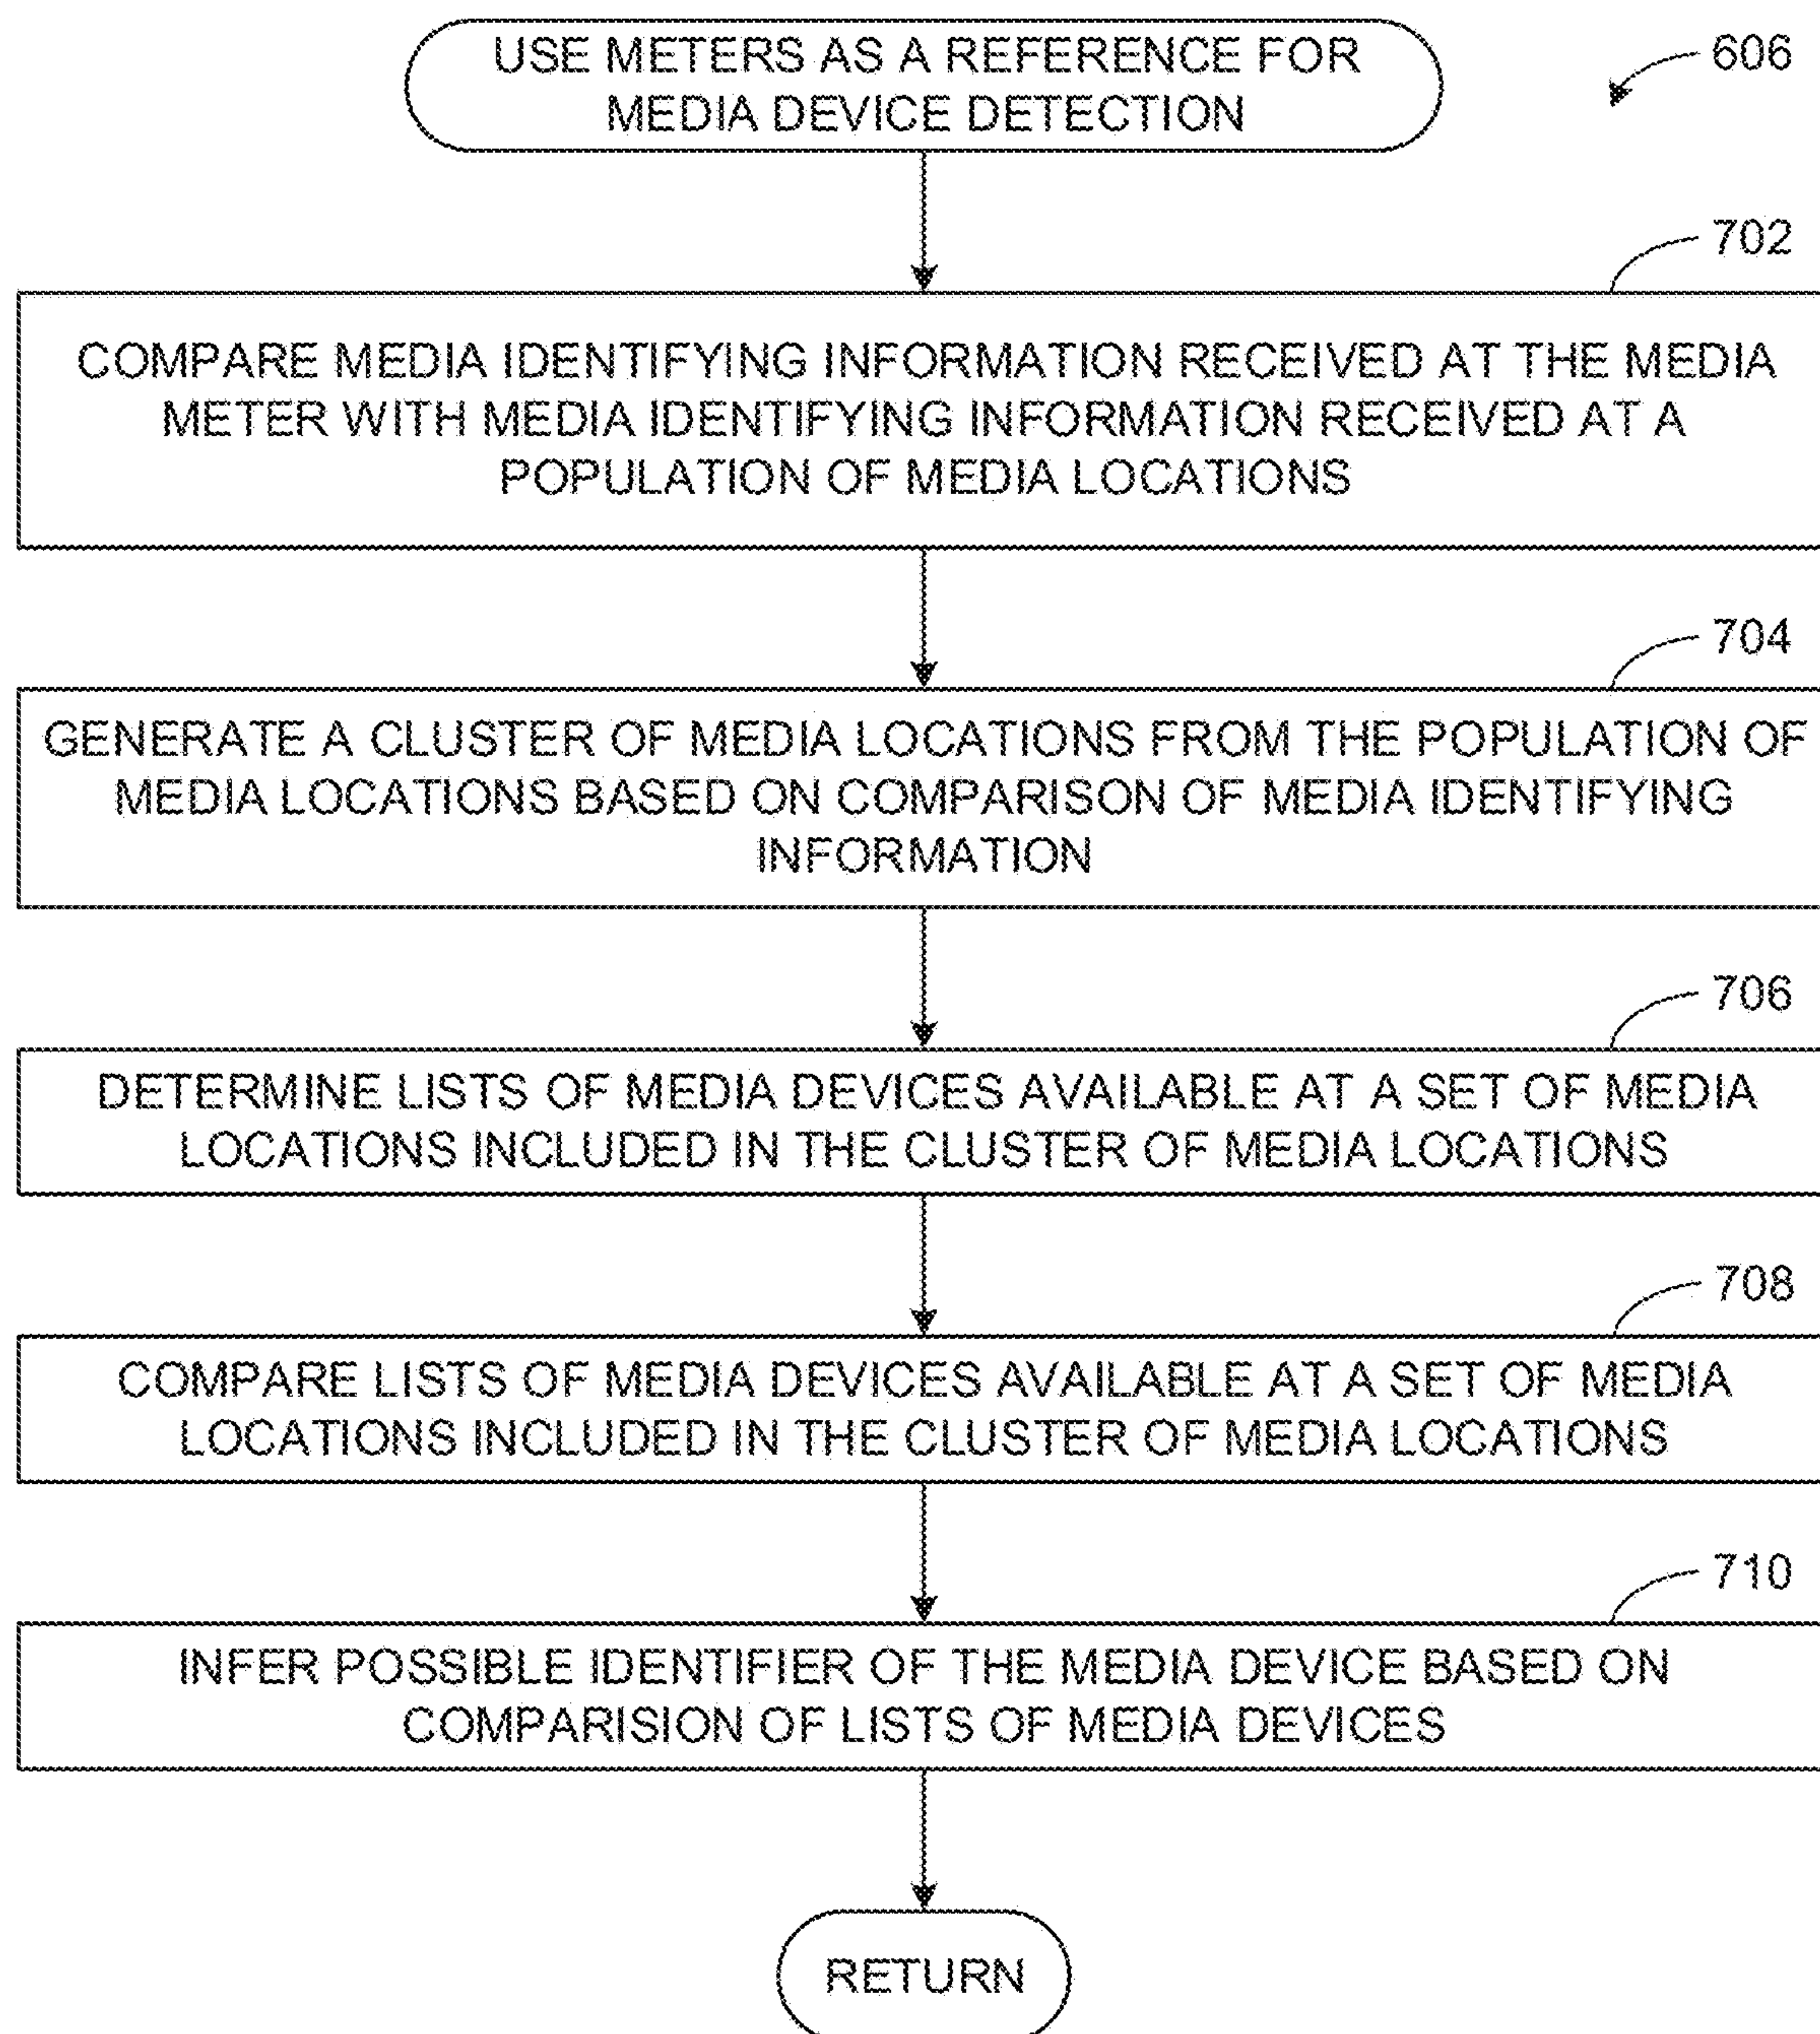 USE METERS AS A REFERENCE FOR
MEDIA DEVICE DETECTION
606
702
COMPARE MEDIA IDENTIFYING INFORMATION RECEIVED AT THE MEDIA
METER WITH MEDIA IDENTIFYING INFORMATION RECEIVED AT A
POPULATION OF MEDIA LOCATIONS
704
GENERATE A CLUSTER OF MEDIA LOCATIONS FROM THE POPULATION OF
MEDIA LOCATIONS BASED ON COMPARISON OF MEDIA IDENTIFYING
INFORMATION
706
DETERMINE LISTS OF MEDIA DEVICES AVAILABLE AT A SET OF MEDIA
LOCATIONS INCLUDED IN THE CLUSTER OF MEDIA LOCATIONS
708
COMPARE LISTS OF MEDIA DEVICES AVAILABLE AT A SET OF MEDIA
LOCATIONS INCLUDED IN THE CLUSTER OF MEDIA LOCATIONS
710
INFER POSSIBLE IDENTIFIER OF THE MEDIA DEVICE BASED ON
COMPARISION OF LISTS OF MEDIA DEVICES
RETURN